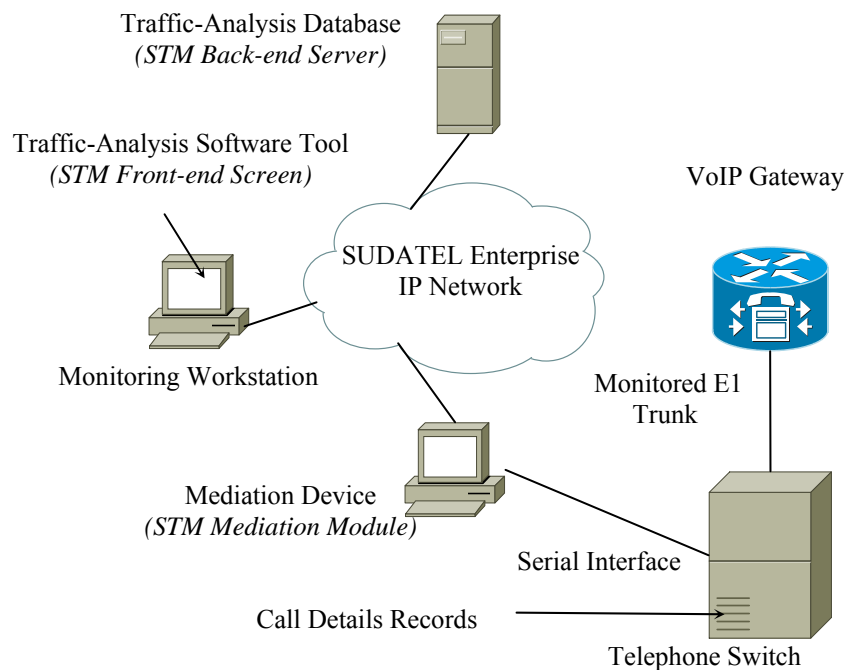 Traffic-Analysis Database
(STM Back-end Server)
Traffic-Analysis Software Tool
(STM Front-end Screen)
VoIP Gateway
SUDATEL Enterprise
IP Network
Monitoring Workstation
Monitored E1
Trunk
Mediation Device
(STM Mediation Module)
Serial Interface
Call Details Records
Telephone Switch